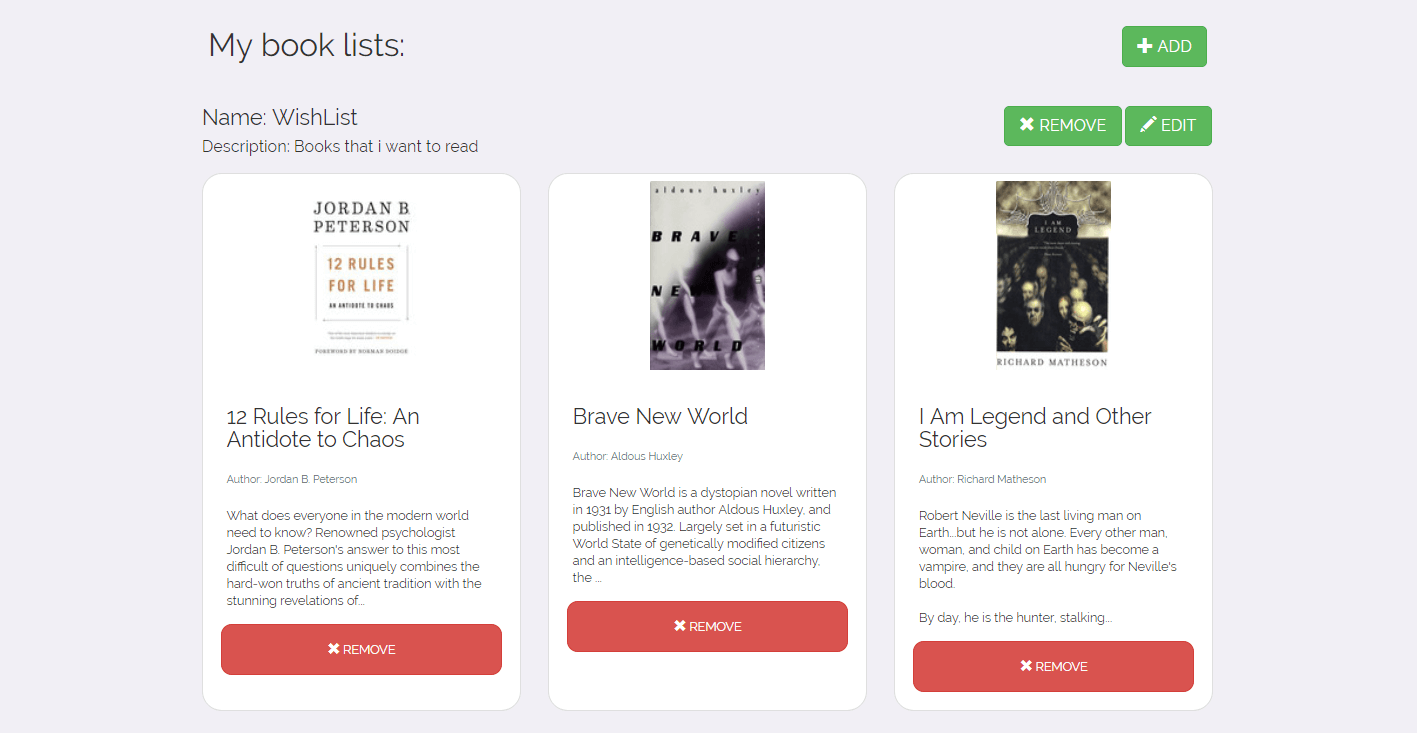 My book lists:
ADD
Name: WishList
REMOVE
EDIT
Description: Books that i want to read
JORDAN B
PETERSON
12 RULES
FOR LIFE
AN ANTIDOTE TO CHAOS
FOREWORD BY NORMAN DOIDGE
12 Rules for Life: An
Antidote to Chaos
Author: Jordan B. Peterson
What does everyone in the modern world
need to know? Renowned psychologist
Jordan B. Peterson's answer to this most
difficult of questions uniquely combines the
hard-won truths of ancient tradition with the
stunning revelations of...
REMOVE
aldous huxley
BRAVE
NEW
WORLD
Brave New World
Author: Aldous Huxley
Brave New World is a dystopian novel written
in 1931 by English author Aldous Huxley, and
published in 1932. Largely set in a futuristic
World State of genetically modified citizens
and an intelligence-based social hierarchy,
the ...
REMOVE
I AM
LEGEND
RICHARD MATHESON
I Am Legend and Other
Stories
Author: Richard Matheson
Robert Neville is the last living man on
Earth...but he is not alone. Every other man,
woman, and child on Earth has become a
vampire, and they are all hungry for Neville's
blood.
By day, he is the hunter, stalking...
REMOVE